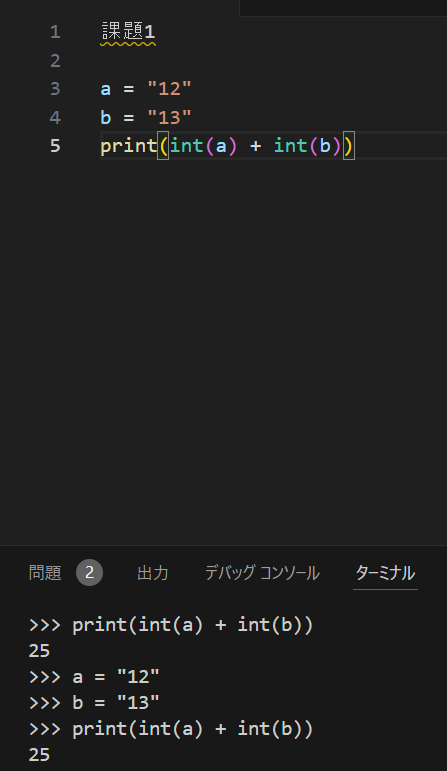 1 課題1
2
3 a = "12"
4 b = "13"
5 print(int(a) + int(b))
問題 2 出力 デバッグ コンソール ターミナル
>>> print(int(a) + int(b))
25
>>> a = "12"
>>> b = "13"
>>> print(int(a) + int(b))
25